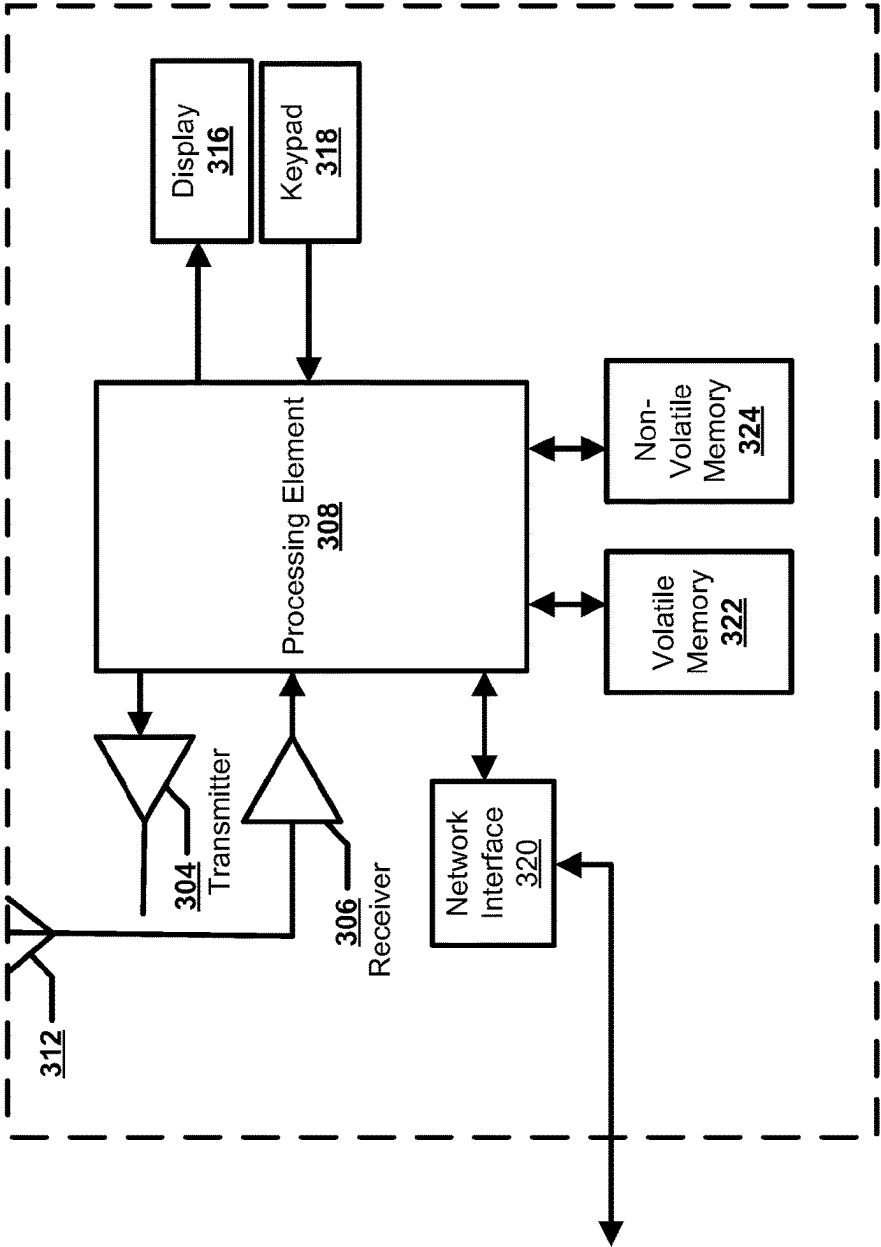 312
304
Transmitter
306
Receiver
Network
Interface
320
Processing Element
308
Volatile
Memory
322
Non-
Volatile
Memory
324
Display
316
Keypad
318